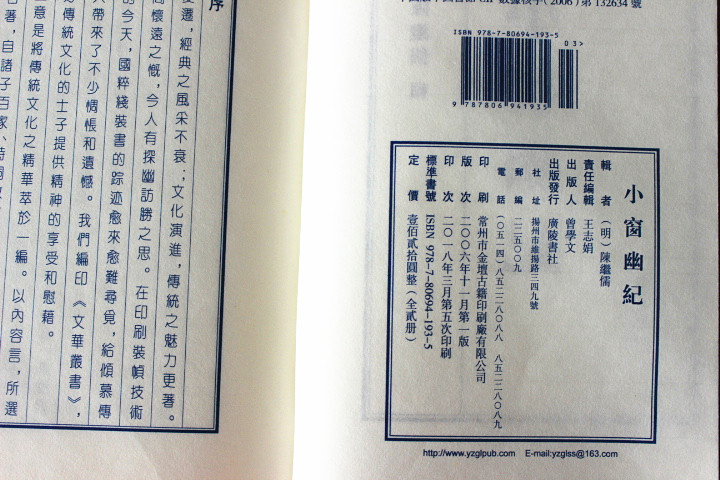 序
變遷，經典之風采不衰；文化演進，傳統之魅力更著。
懷遠之慨，今人有探幽訪勝之思。在印刷裝幀技術
的今天，國粹綫裝書的踪迹愈來愈難尋覓，給傾慕傳
帶來了不少惆悵和遺憾。我們編印《文華叢書》，
傳統文化的士子提供精神的享受和慰藉。
意是將傳統文化之精華萃於一編。以內容言，所選
著，自諸子百家、
(2006)第 132634 號
ISBN 978-7-80694-193-5
03>
9 787806 941935
小窗幽紀
輯 者 （明）陳繼儒
責任編輯 王志娟
出版人 曾學文
出版發行 廣陵書社
社 址 揚州市維揚路三四九號
郵 編 二二五〇〇九
電 話 （〇五一四）八五二二八〇八八 八五二二八〇八九
印 刷 常州市金壇古籍印刷廠有限公司
版 次 二〇〇六年十一月第一版
印 次 二〇一八年三月第五次印刷
標準書號 ISBN 978-7-80694-193-5
定 價 壹佰貳拾圓整（全貳册）
http://www.yzglpub.com E-mail:yzglss@163.com